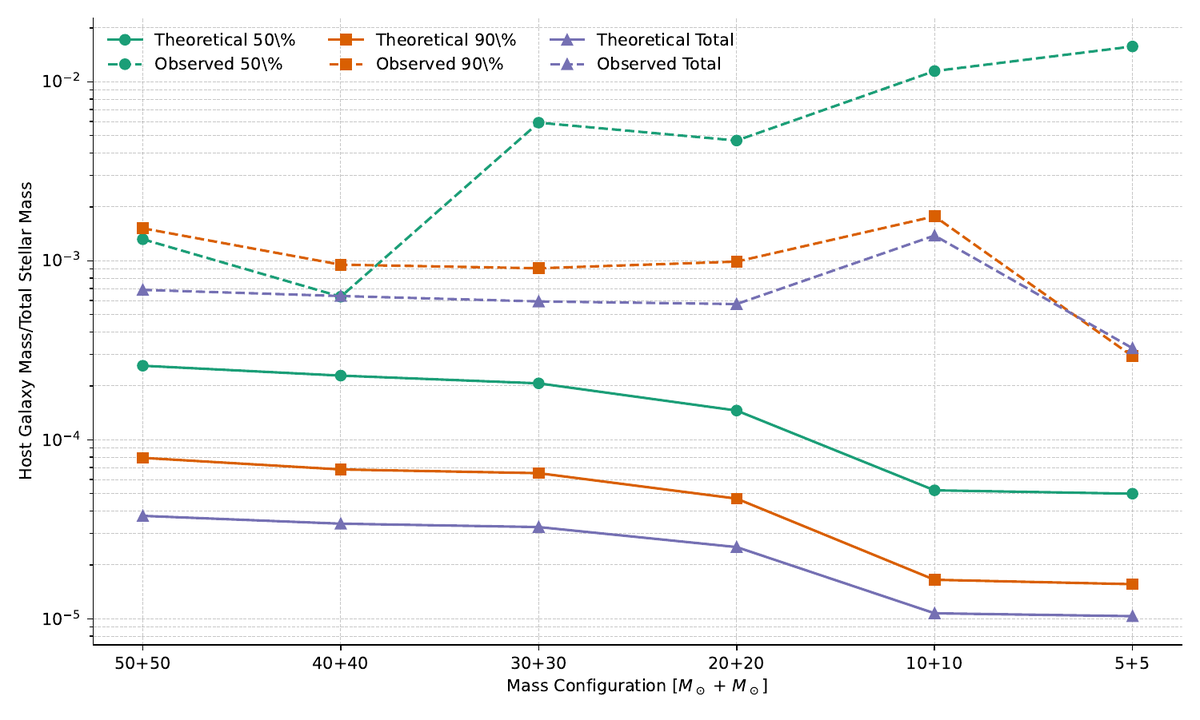 Theoretical 50\% Theoretical 90\% Theoretical Total
Observed 50\% Observed 90\% Observed Total
Host Galaxy Mass/Total Stellar Mass
10⁻²
10⁻³
10⁻⁴
10⁻⁵
50+50 40+40 30+30 20+20 10+10 5+5
Mass Configuration [M⊙ + M⊙]